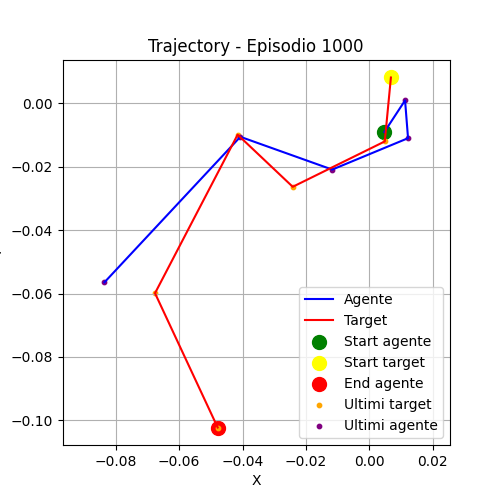 Trajectory - Episodio 1000
0.00
−0.02
−0.04
−0.06
−0.08
−0.10
−0.08
−0.06
−0.04
−0.02
0.00
0.02
X
Agente
Target
Start agente
Start target
End agente
Ultimi target
Ultimi agente